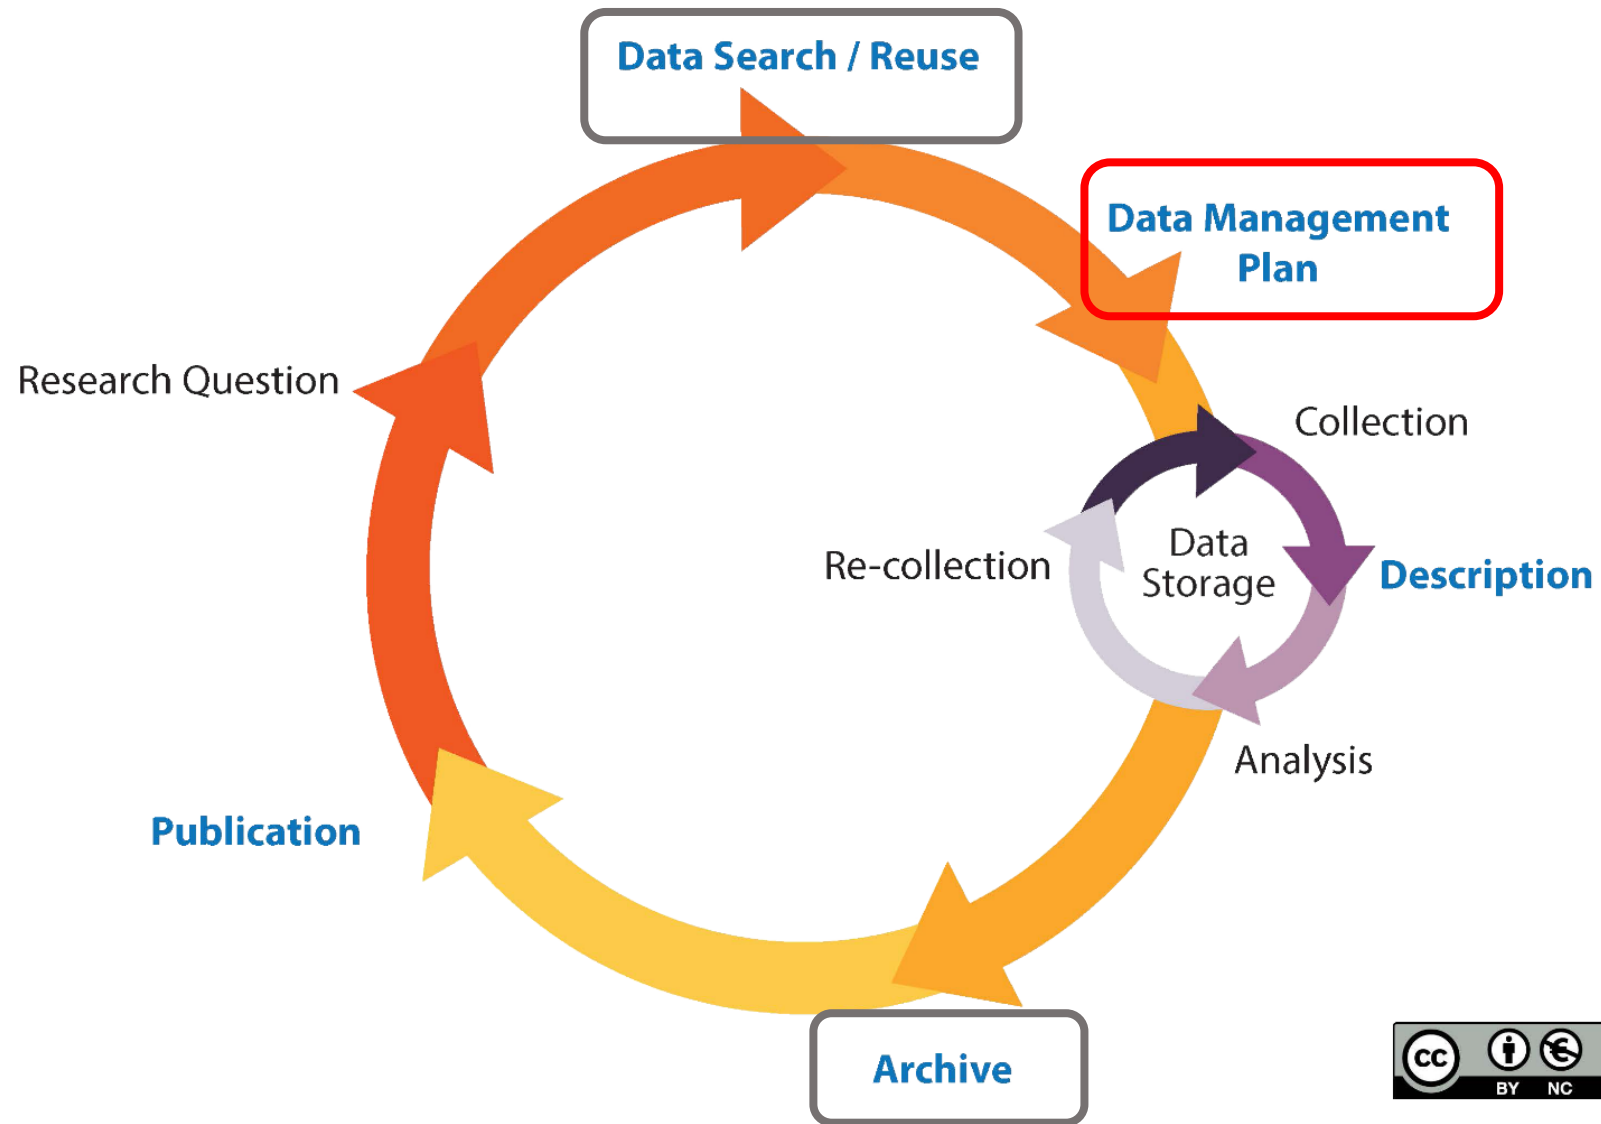 Data Search / Reuse
Data Management
Plan
Research Question
Collection
Data
Storage
Re-collection
Description
Analysis
Publication
Archive
cc
BY NC